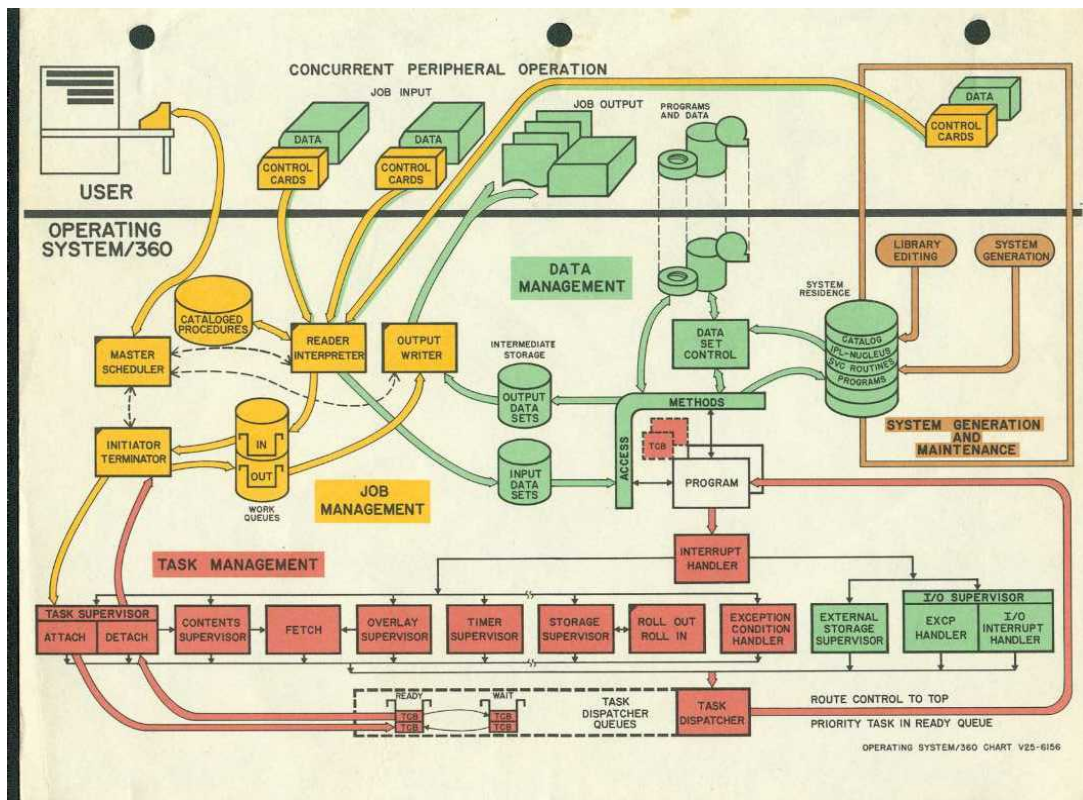 CONCURRENT PERIPHERAL OPERATION
JOB INPUT
JOB OUTPUT
PROGRAMS
AND DATA
DATA
DATA
DATA
CONTROL
CARDS
CONTROL
CARDS
CONTROL
CARDS
USER
OPERATING
SYSTEM/360
LIBRARY
EDITING
SYSTEM
GENERATION
DATA
MANAGEMENT
SYSTEM
RESIDENCE
CATALOGED
PROCEDURES
MASTER
SCHEDULER
READER
INTERPRETER
OUTPUT
WRITER
INTERMEDIATE
STORAGE
OUTPUT
DATA
SETS
DATA
SET
CONTROL
CATALOG
IPL-NUCLEUS
SVC ROUTINES
PROGRAMS
METHODS
ACCESS
SYSTEM GENERATION
AND
MAINTENANCE
INITIATOR
TERMINATOR
IN
OUT
WORK
QUEUES
JOB
MANAGEMENT
INPUT
DATA
SETS
TCB
PROGRAM
TASK MANAGEMENT
INTERRUPT
HANDLER
TASK SUPERVISOR
ATTACH
DETACH
CONTENTS
SUPERVISOR
FETCH
OVERLAY
SUPERVISOR
TIMER
SUPERVISOR
STORAGE
SUPERVISOR
ROLL OUT
ROLL IN
EXCEPTION
CONDITION
HANDLER
EXTERNAL
STORAGE
SUPERVISOR
I/O SUPERVISOR
EXCP
HANDLER
I/O
INTERRUPT
HANDLER
READY
WAIT
TCB
TCB
TCB
TCB
TASK
DISPATCHER
QUEUES
TASK
DISPATCHER
ROUTE CONTROL TO TOP
PRIORITY TASK IN READY QUEUE
OPERATING SYSTEM/360 CHART V25-6156